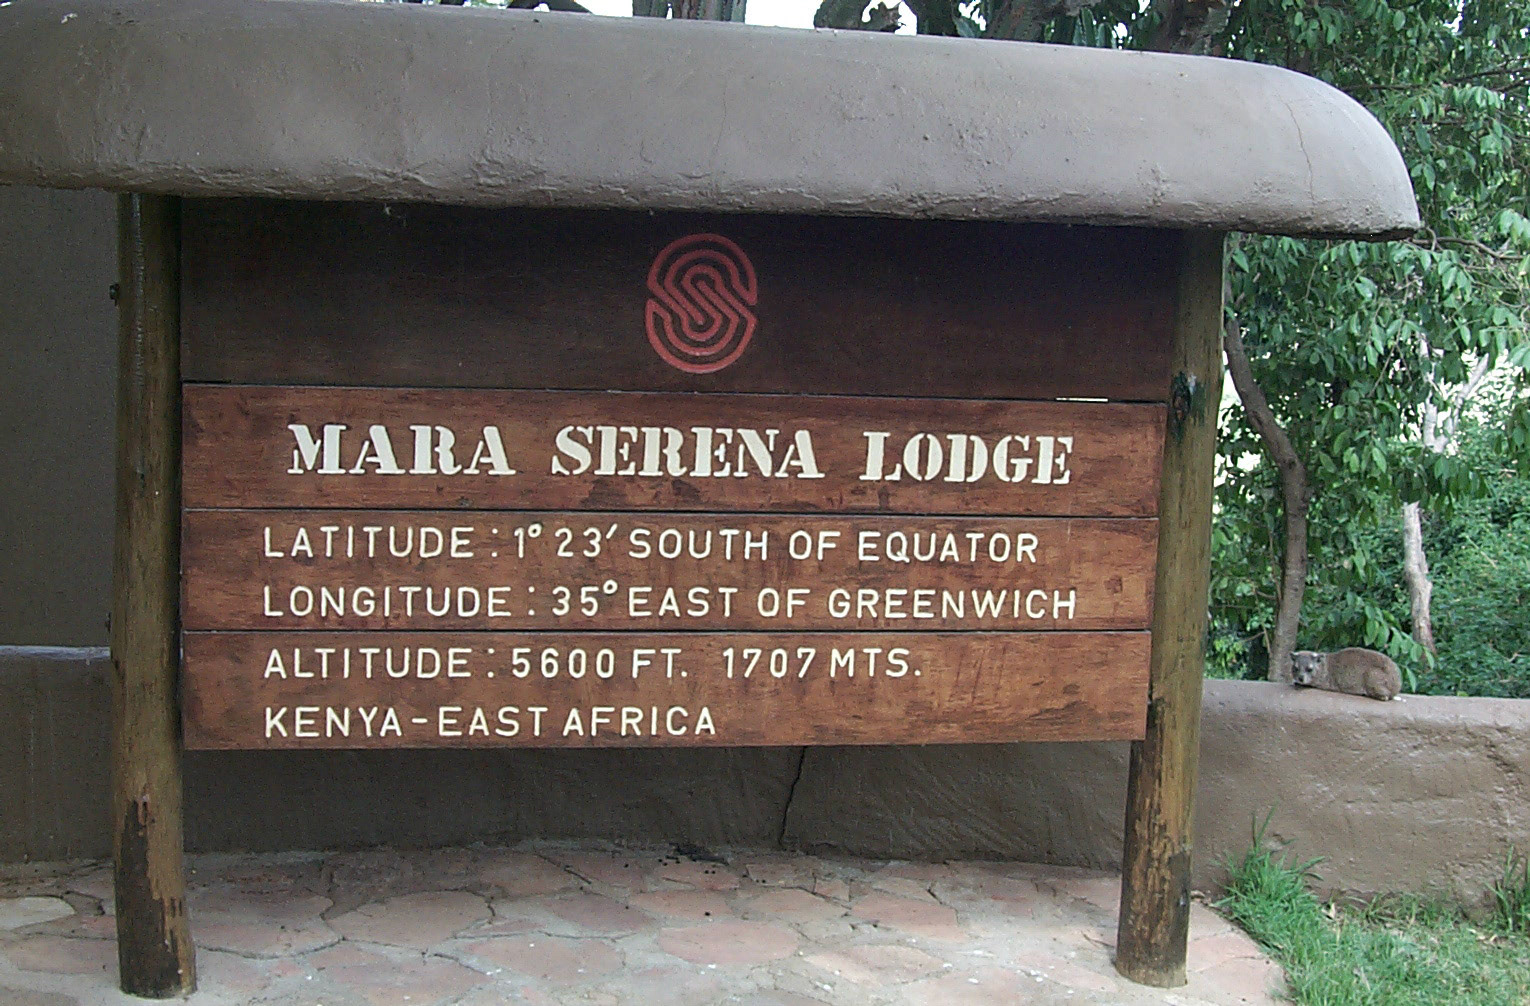 MARA SERENA LODGE
LATITUDE : 1° 23′ SOUTH OF EQUATOR
LONGITUDE : 35° EAST OF GREENWICH
ALTITUDE : 5600 FT. 1707 MTS.
KENYA-EAST AFRICA